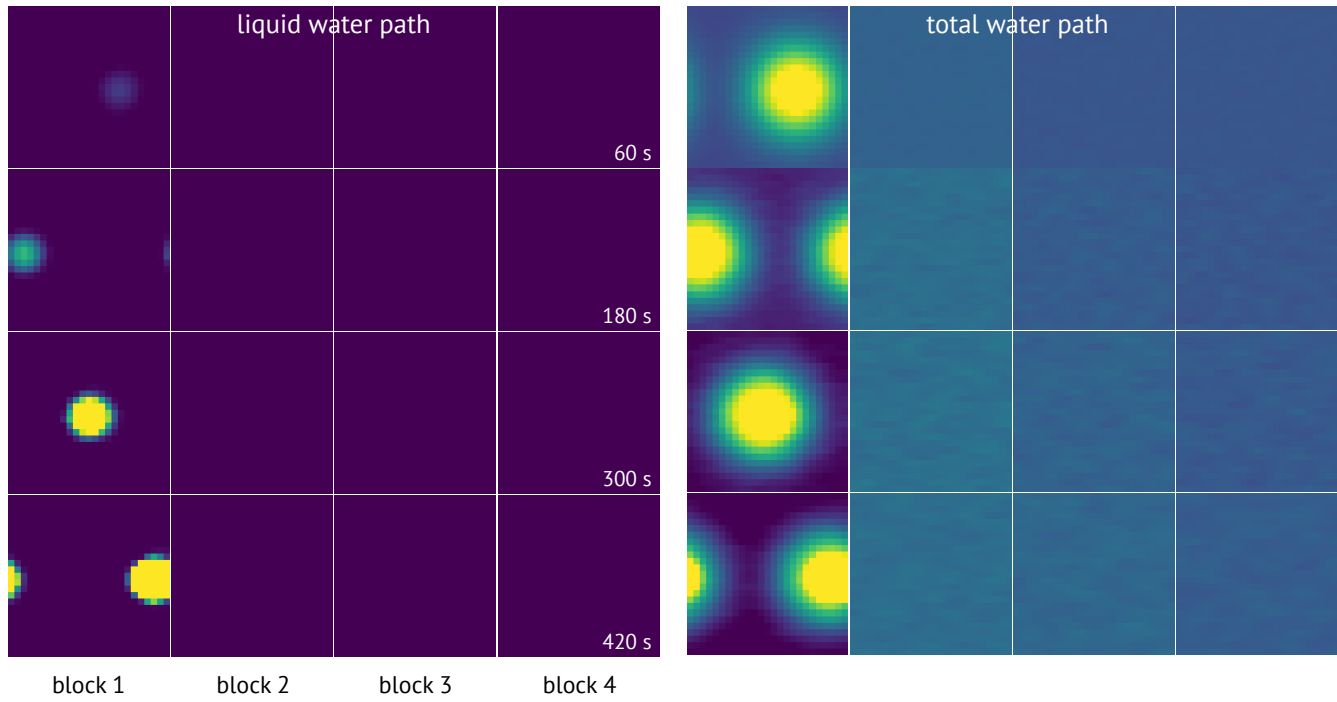 liquid water path
total water path
60 s
180 s
300 s
420 s
block 1
block 2
block 3
block 4